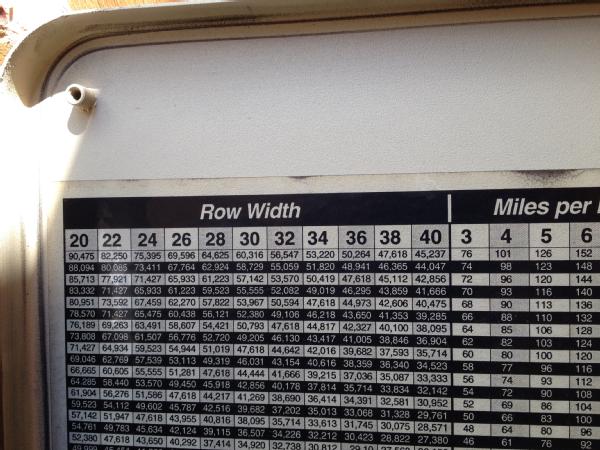 Row Width Miles per
20 22 24 26 28 30 32 34 36 38 40 3 4 5 6
90,475 82,250 75,395 69,596 64,625 60,316 56,547 53,220 50,264 47,618 45,237 76 101 126 152
88,094 80,085 73,411 67,764 62,924 58,729 55,059 51,820 48,941 46,365 44,047 74 98 123 148
85,713 77,921 71,427 65,933 61,223 57,142 53,570 50,419 47,618 45,112 42,856 72 96 120 144
83,332 71,427 65,933 61,223 59,523 55,555 52,082 49,019 46,295 43,859 41,666 70 93 116 140
80,951 73,592 67,459 62,270 57,822 53,967 50,594 47,618 44,973 42,606 40,475 68 90 113 136
78,570 71,427 65,475 60,438 56,121 52,380 49,106 46,218 43,650 41,353 39,285 66 88 110 132
76,189 69,263 63,491 58,607 54,421 50,793 47,618 44,817 42,327 40,100 38,095 64 85 106 128
73,808 67,098 61,507 56,776 52,720 49,205 46,130 43,417 41,005 38,846 36,904 62 82 103 124
71,427 64,934 59,523 54,944 51,019 47,618 44,642 42,016 39,682 37,593 35,714 60 80 100 120
69,046 62,769 57,539 53,113 49,319 46,031 43,154 40,616 38,359 36,340 34,523 58 77 96 116
66,665 60,605 55,555 51,281 47,618 44,444 41,666 39,215 37,036 35,087 33,333 56 74 93 112
64,285 58,440 53,570 49,450 45,918 42,856 40,178 37,814 35,714 33,834 32,142 54 72 90 108
61,904 56,276 51,586 47,618 44,217 41,269 38,690 36,414 34,391 32,581 30,952 52 69 86 104
59,523 54,112 49,602 45,787 42,516 39,682 37,202 35,013 33,068 31,328 29,761 50 66 83 100
57,142 51,947 47,618 43,955 40,816 38,095 35,714 33,613 31,745 30,075 28,571 48 64 80 96
54,761 49,783 45,634 42,124 39,115 36,507 34,226 32,212 30,423 28,822 27,380 46 61 76 92
52,380 47,618 43,650 40,292 37,414 34,920 32,738 30,812